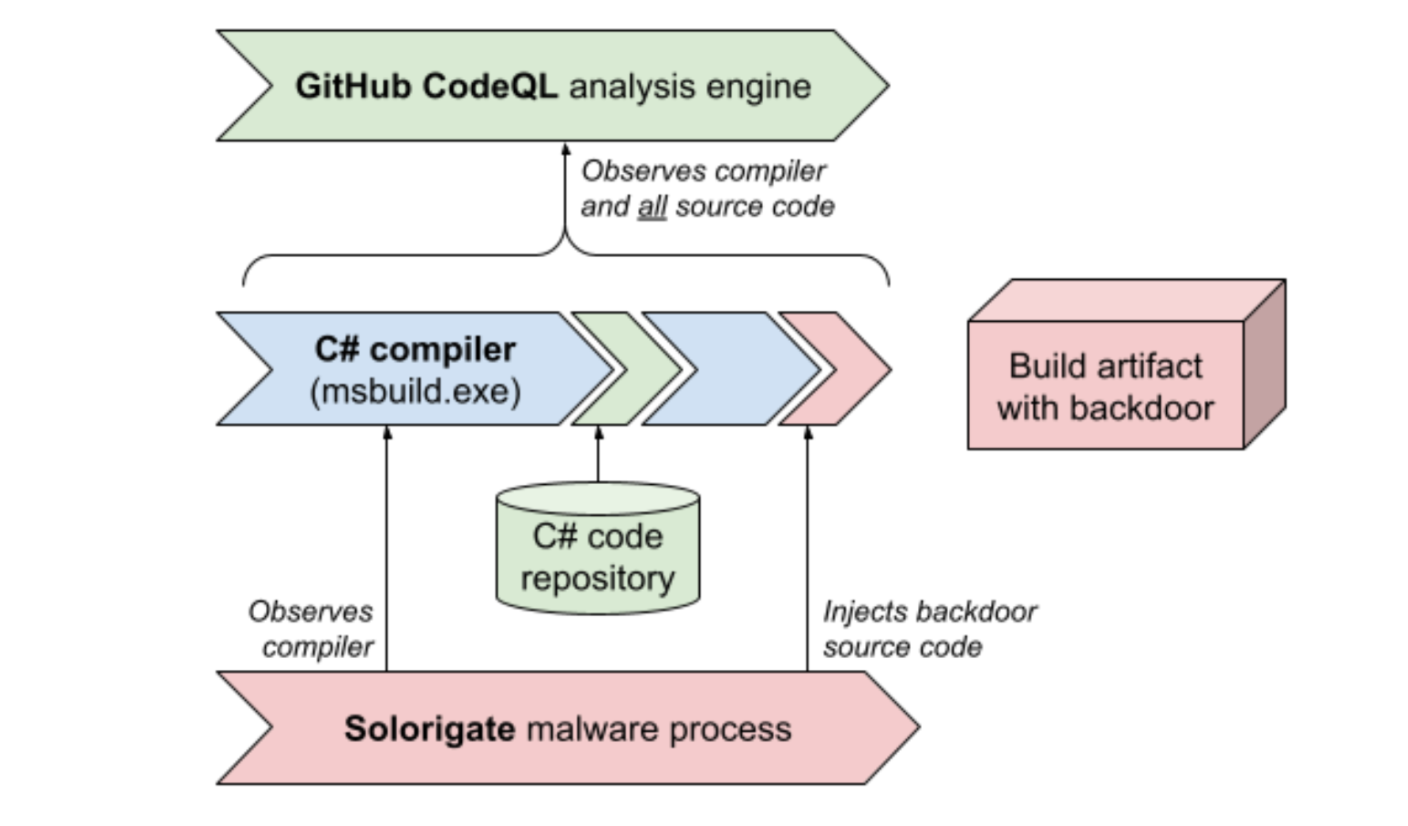 GitHub CodeQL analysis engine
Observes compiler
and all source code
C# compiler
(msbuild.exe)
Build artifact
with backdoor
C# code
repository
Observes
compiler
Injects backdoor
source code
Solorigate malware process